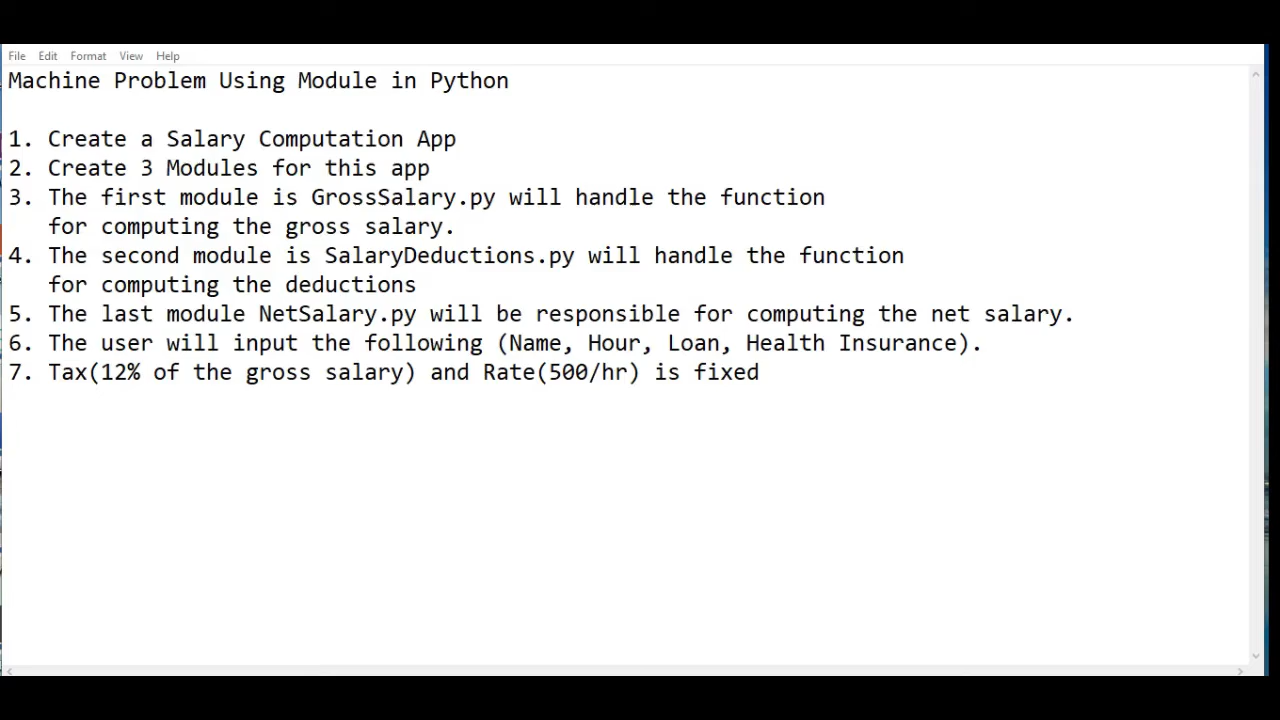 File Edit Format View Help
Machine Problem Using Module in Python
1. Create a Salary Computation App
2. Create 3 Modules for this app
3. The first module is GrossSalary.py will handle the function
for computing the gross salary.
4. The second module is SalaryDeductions.py will handle the function
for computing the deductions
5. The last module NetSalary.py will be responsible for computing the net salary.
6. The user will input the following (Name, Hour, Loan, Health Insurance).
7. Tax(12% of the gross salary) and Rate(500/hr) is fixed